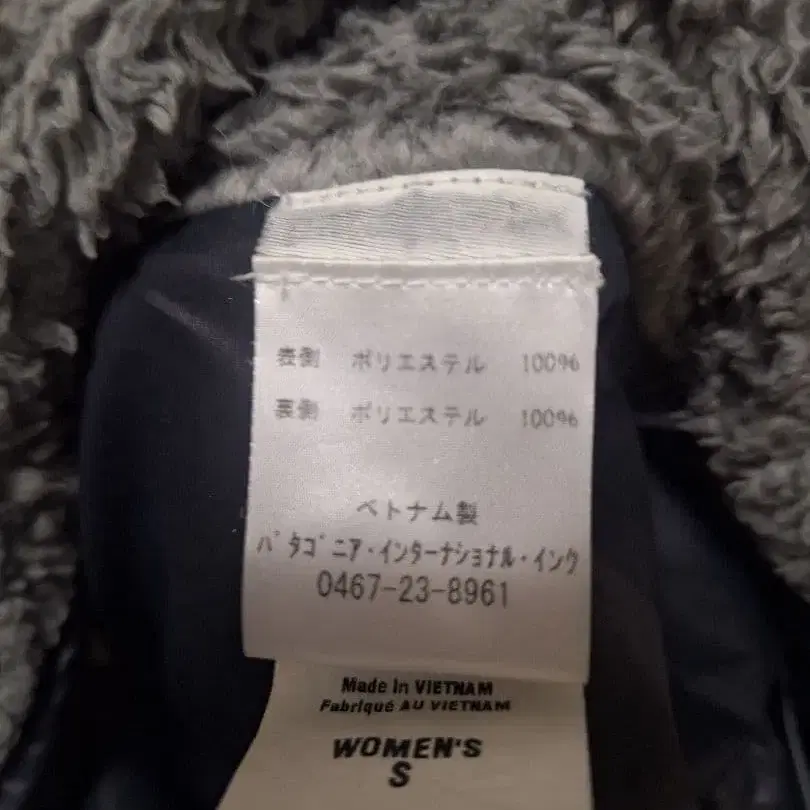 表側 ポリエステル 100%
裏側 ポリエステル 100%
ベトナム製
パタゴニア・インターナショナル・インク
0467-23-8961
Made in VIETNAM
Fabriqué AU VIETNAM
WOMEN'S
S